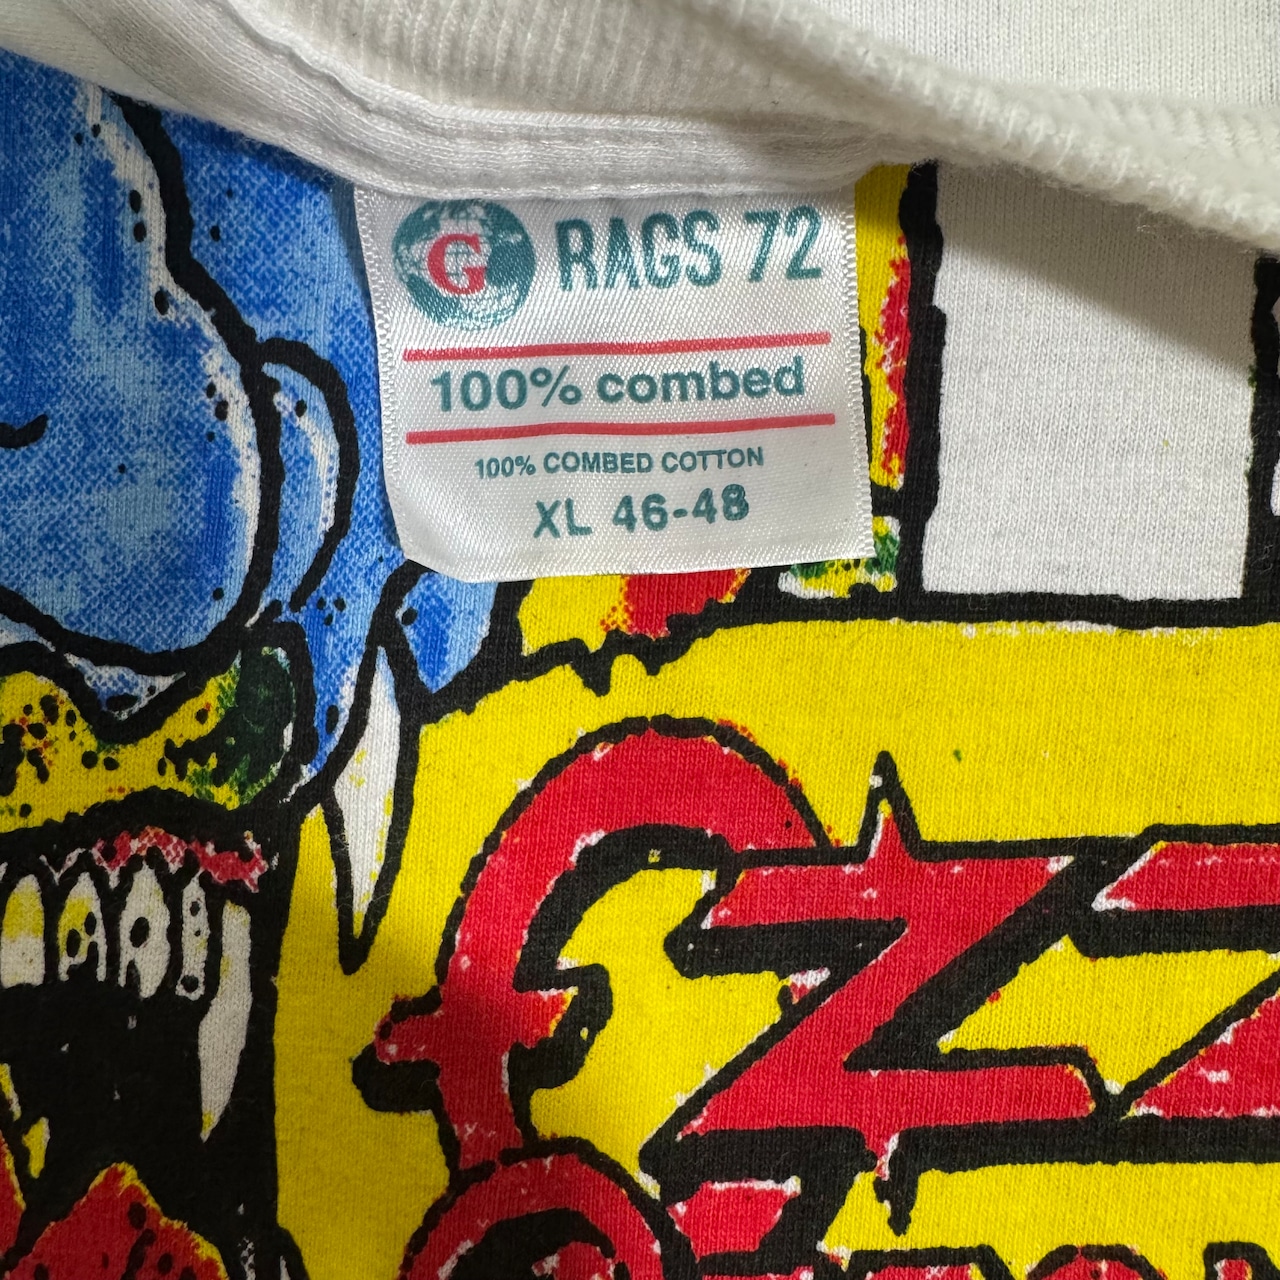 G
RAGS 72
100% combed
100% COMBED COTTON
XL 46-48